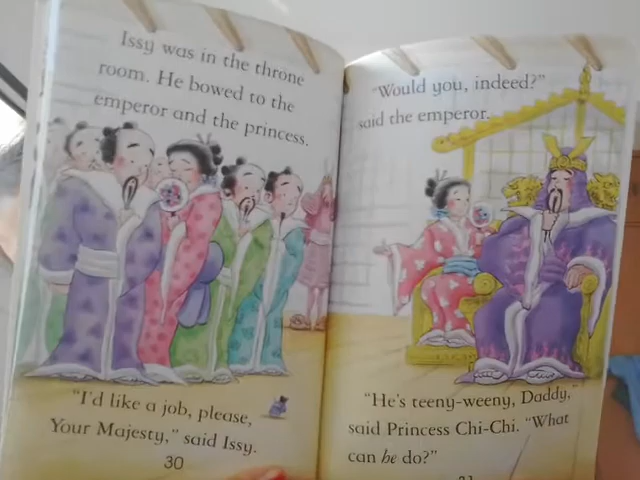 Issy was in the throne
room. He bowed to the
emperor and the princess.
"I'd like a job, please,
Your Majesty," said Issy.
30
"Would you, indeed?"
said the emperor.
"He's teeny-weeny, Daddy,"
said Princess Chi-Chi. "What
can he do?"